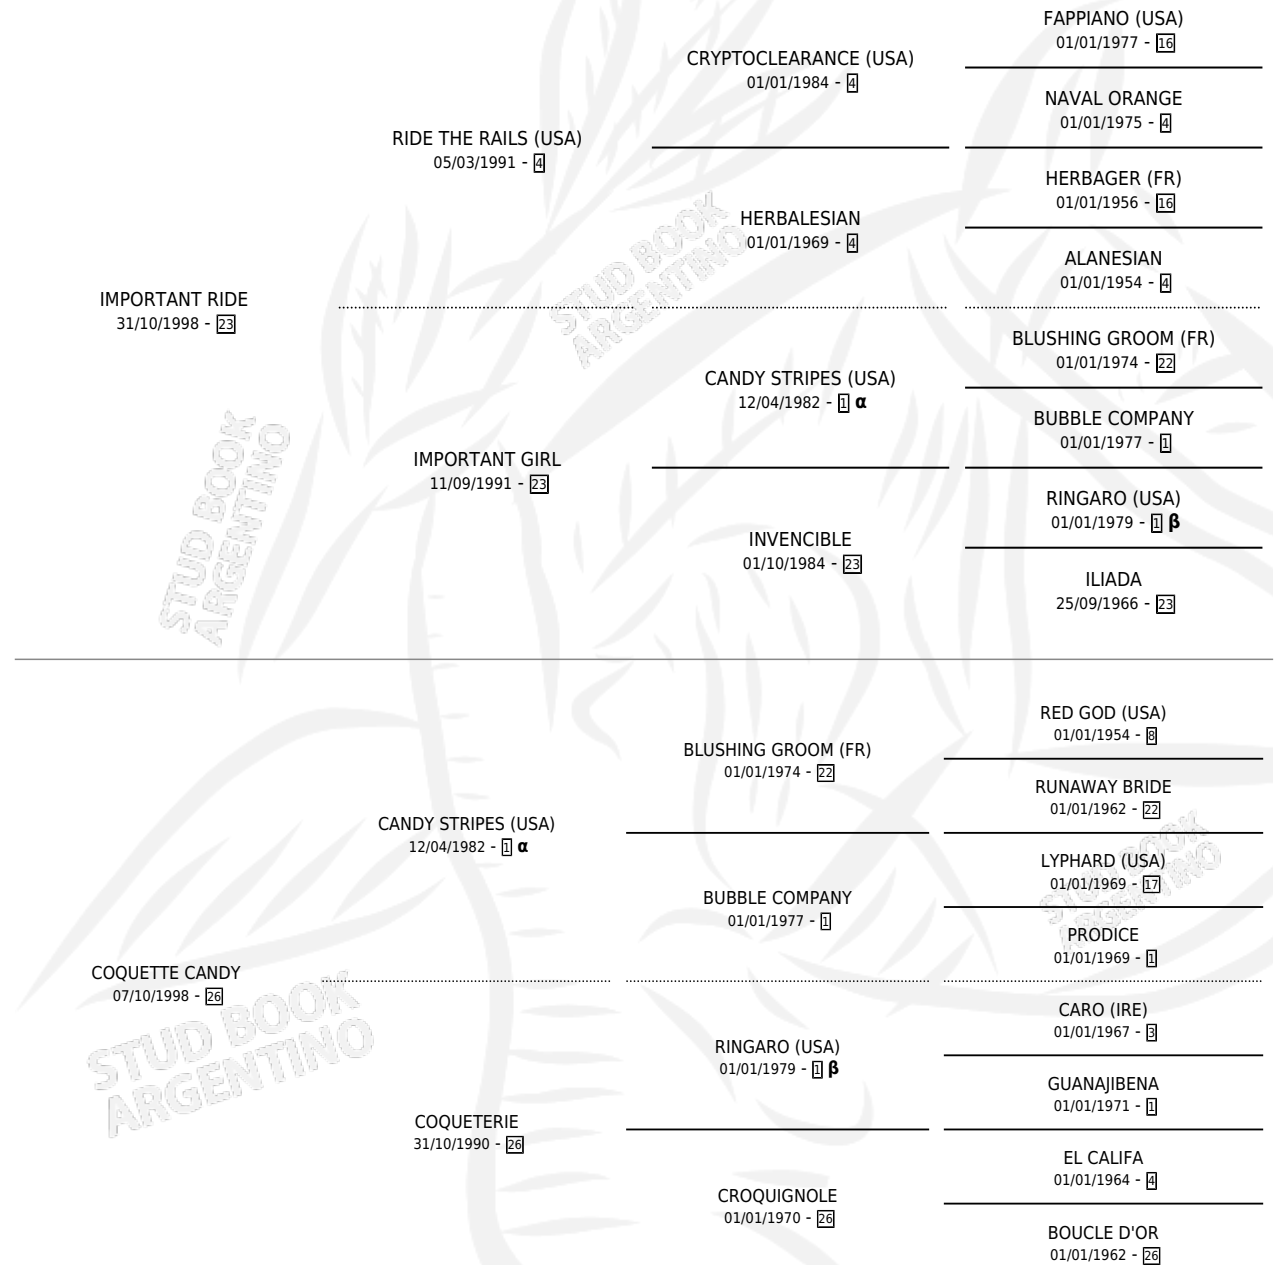 FAPPIANO (USA)
01/01/1977 - 16
CRYPTOCLEARANCE (USA)
01/01/1984 - 4
NAVAL ORANGE
01/01/1975 - 4
RIDE THE RAILS (USA)
05/03/1991 - 4
HERBAGER (FR)
01/01/1956 - 16
HERBALESIAN
01/01/1969 - 4
ALANESIAN
01/01/1954 - 4
IMPORTANT RIDE
31/10/1998 - 23
BLUSHING GROOM (FR)
01/01/1974 - 22
CANDY STRIPES (USA)
12/04/1982 - 1 α
BUBBLE COMPANY
01/01/1977 - 1
IMPORTANT GIRL
11/09/1991 - 23
RINGARO (USA)
01/01/1979 - 1 β
INVENCIBLE
01/10/1984 - 23
ILIADA
25/09/1966 - 23
RED GOD (USA)
01/01/1954 - 8
BLUSHING GROOM (FR)
01/01/1974 - 22
RUNAWAY BRIDE
01/01/1962 - 22
CANDY STRIPES (USA)
12/04/1982 - 1 α
LYPHARD (USA)
01/01/1969 - 17
BUBBLE COMPANY
01/01/1977 - 1
PRODICE
01/01/1969 - 1
COQUETTE CANDY
07/10/1998 - 26
CARO (IRE)
01/01/1967 - 3
RINGARO (USA)
01/01/1979 - 1 β
GUANAJIBENA
01/01/1971 - 1
COQUETERIE
31/10/1990 - 26
EL CALIFA
01/01/1964 - 4
CROQUIGNOLE
01/01/1970 - 26
BOUCLE D'OR
01/01/1962 - 26
STUD BOOK
ARGENTINO
STUD BOOK
ARGENTINO
STUD BOOK
ARGENTINO
STUD BOOK
ARGENTINO